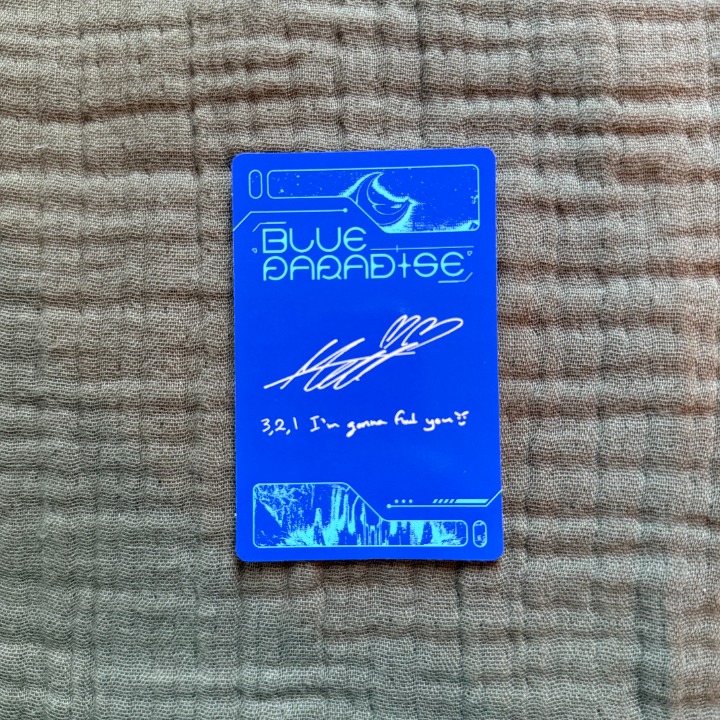 BLUE
PARADISE
3,2,1 I'm gonna find you